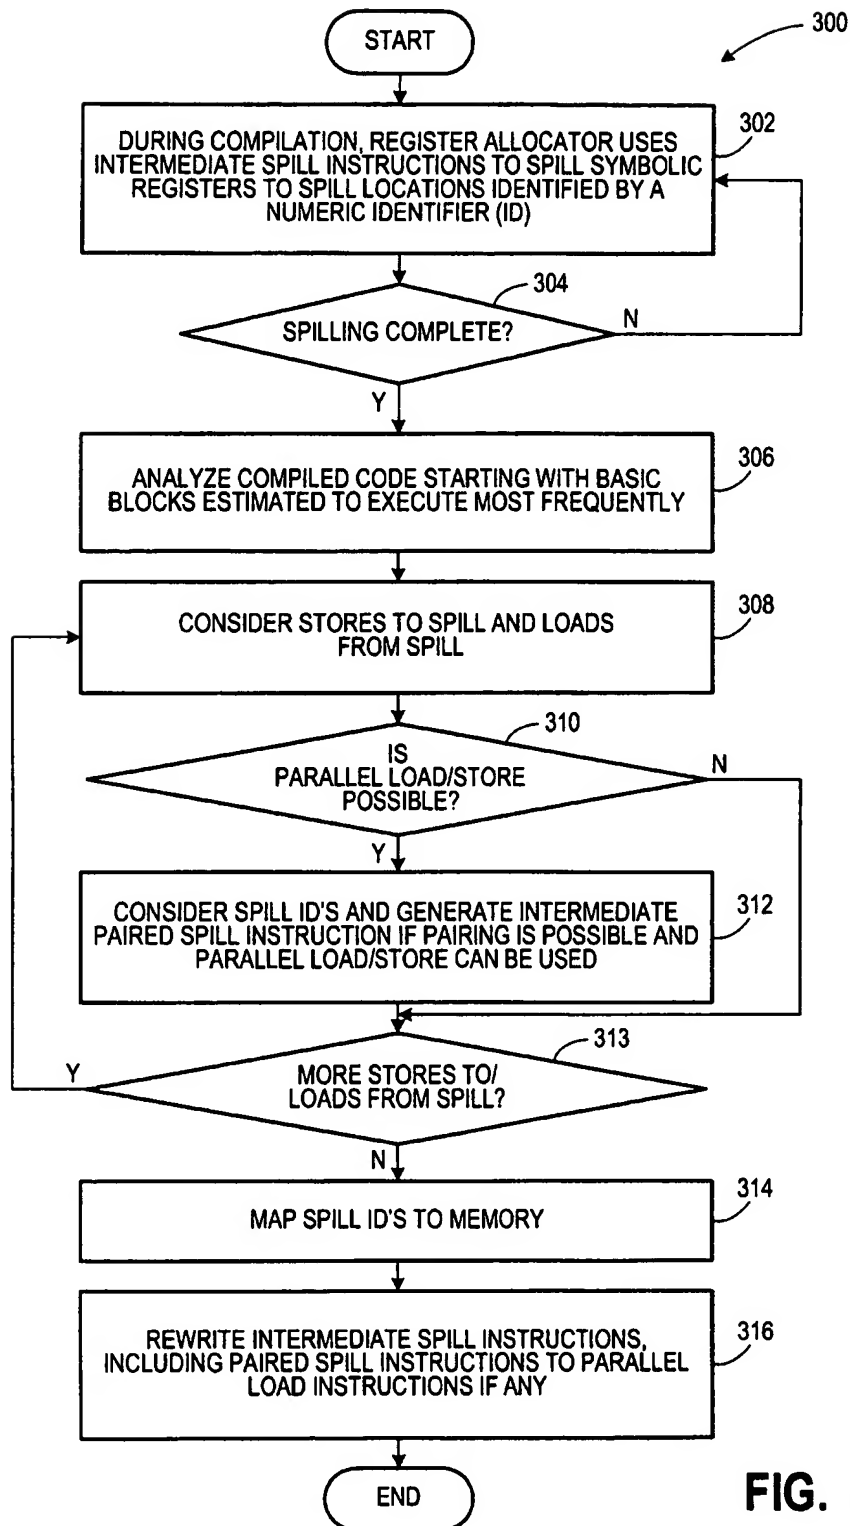 START
300
DURING COMPILATION, REGISTER ALLOCATOR USES
INTERMEDIATE SPILL INSTRUCTIONS TO SPILL SYMBOLIC
REGISTERS TO SPILL LOCATIONS IDENTIFIED BY A
NUMERIC IDENTIFIER (ID)
302
304
SPILLING COMPLETE?
N
Y
ANALYZE COMPILED CODE STARTING WITH BASIC
BLOCKS ESTIMATED TO EXECUTE MOST FREQUENTLY
306
CONSIDER STORES TO SPILL AND LOADS
FROM SPILL
308
310
IS
PARALLEL LOAD/STORE
POSSIBLE?
N
Y
CONSIDER SPILL ID'S AND GENERATE INTERMEDIATE
PAIRED SPILL INSTRUCTION IF PAIRING IS POSSIBLE AND
PARALLEL LOAD/STORE CAN BE USED
312
313
Y
MORE STORES TO/
LOADS FROM SPILL?
N
MAP SPILL ID'S TO MEMORY
314
REWRITE INTERMEDIATE SPILL INSTRUCTIONS,
INCLUDING PAIRED SPILL INSTRUCTIONS TO PARALLEL
LOAD INSTRUCTIONS IF ANY
316
END
FIG.